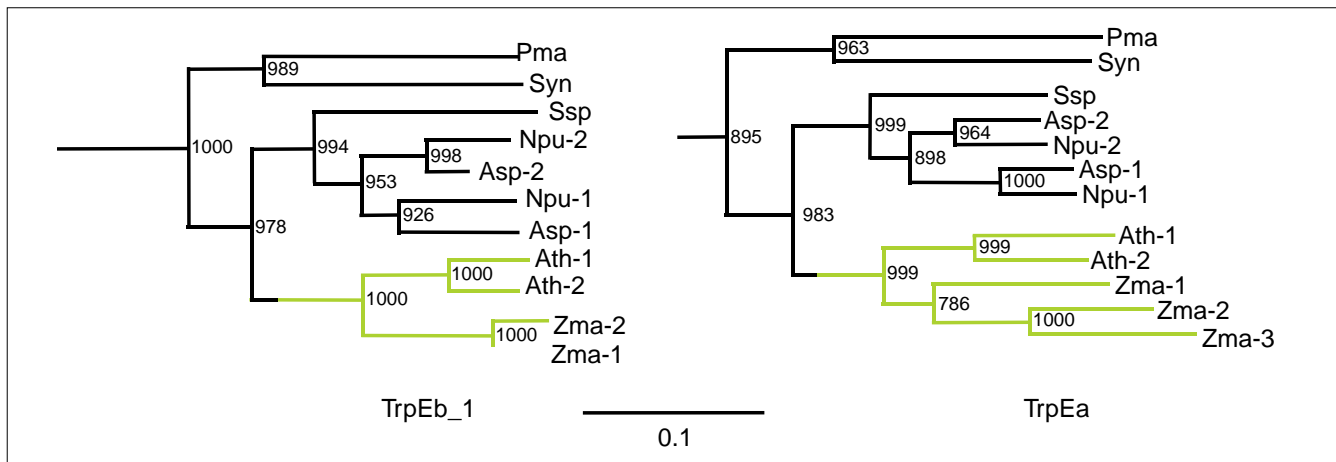 Pma
989
Syn
Ssp
1000
994
Npu-2
998
Asp-2
953
Npu-1
926
Asp-1
978
Ath-1
1000
Ath-2
1000
Zma-2
1000
Zma-1
TrpEb_1
Pma
963
Syn
895
Ssp
999
Asp-2
964
Npu-2
898
Asp-1
1000
Npu-1
983
Ath-1
999
Ath-2
999
Zma-1
786
Zma-2
1000
Zma-3
TrpEa
0.1